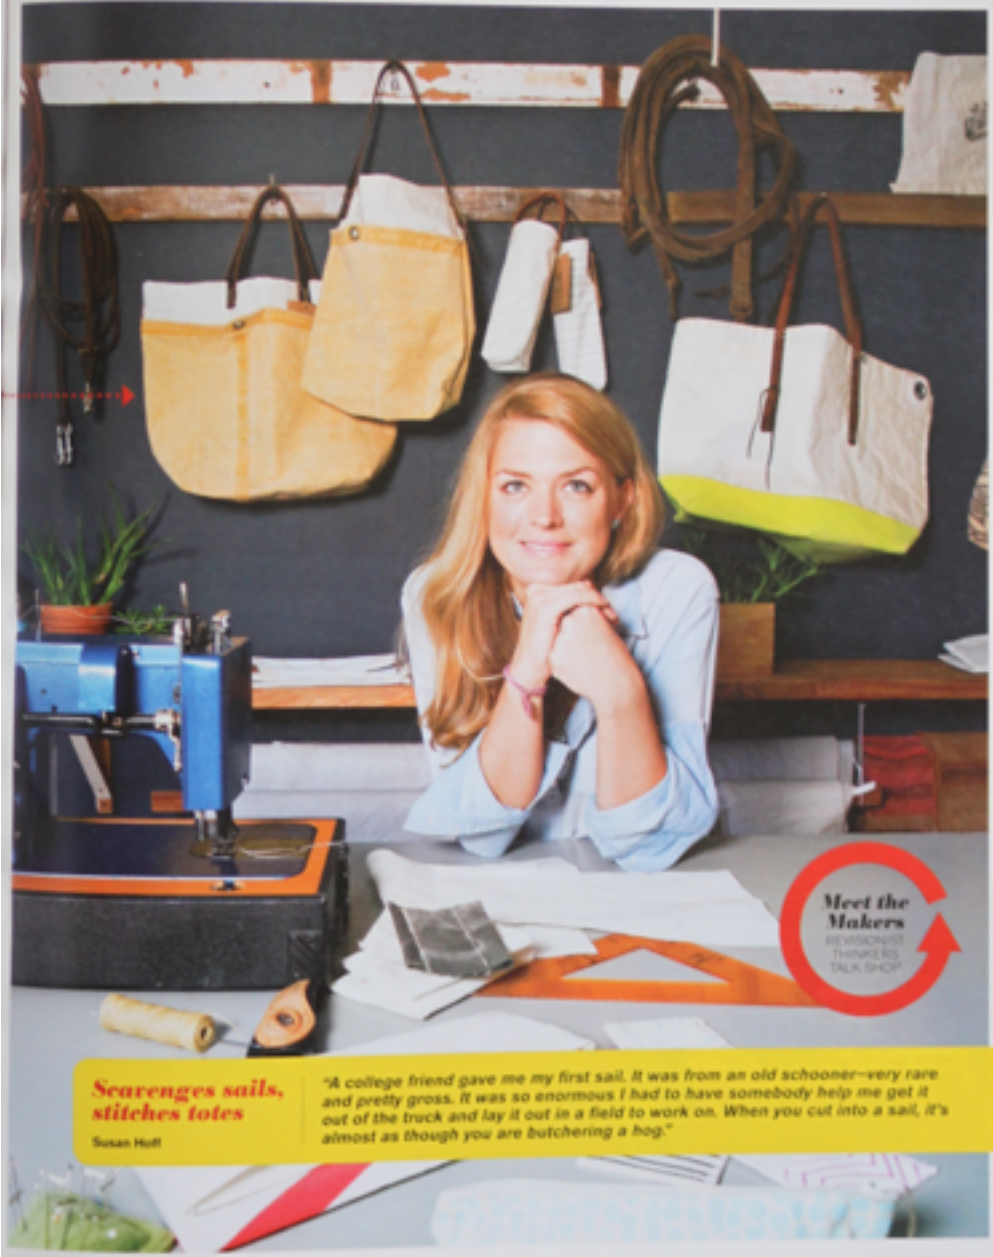 Meet the
Makers
REVISIONIST
THINKERS
TALK SHOP
Scavenges sails,
stitches totes
Susan Hoff
"A college friend gave me my first sail. It was from an old schooner—very rare
and pretty gross. It was so enormous I had to have somebody help me get it
out of the truck and lay it out in a field to work on. When you cut into a sail, it's
almost as though you are butchering a hog."